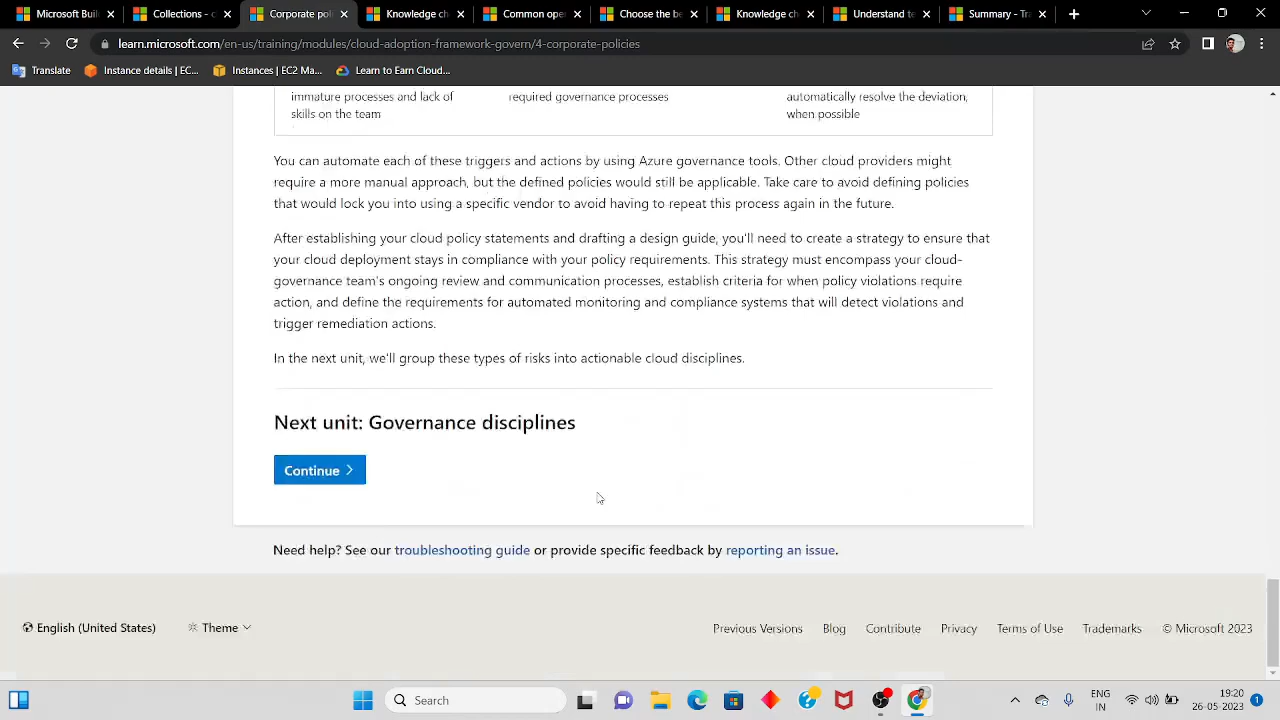 Microsoft Buil
Collections - c
Corporate poli
Knowledge ch
Common oper
Choose the be
Knowledge ch
Understand te
Summary - Tra
learn.microsoft.com/en-us/training/modules/cloud-adoption-framework-govern/4-corporate-policies
Translate
Instance details | EC...
Instances | EC2 Ma...
Learn to Earn Cloud...
immature processes and lack of
skills on the team
required governance processes
automatically resolve the deviation,
when possible
You can automate each of these triggers and actions by using Azure governance tools. Other cloud providers might
require a more manual approach, but the defined policies would still be applicable. Take care to avoid defining policies
that would lock you into using a specific vendor to avoid having to repeat this process again in the future.
After establishing your cloud policy statements and drafting a design guide, you'll need to create a strategy to ensure that
your cloud deployment stays in compliance with your policy requirements. This strategy must encompass your cloud-
governance team's ongoing review and communication processes, establish criteria for when policy violations require
action, and define the requirements for automated monitoring and compliance systems that will detect violations and
trigger remediation actions.
In the next unit, we'll group these types of risks into actionable cloud disciplines.
Next unit: Governance disciplines
Continue
Need help? See our troubleshooting guide or provide specific feedback by reporting an issue.
English (United States)
Theme
Previous Versions
Blog
Contribute
Privacy
Terms of Use
Trademarks
© Microsoft 2023
Search
ENG
IN
19:20
26-05-2023
1